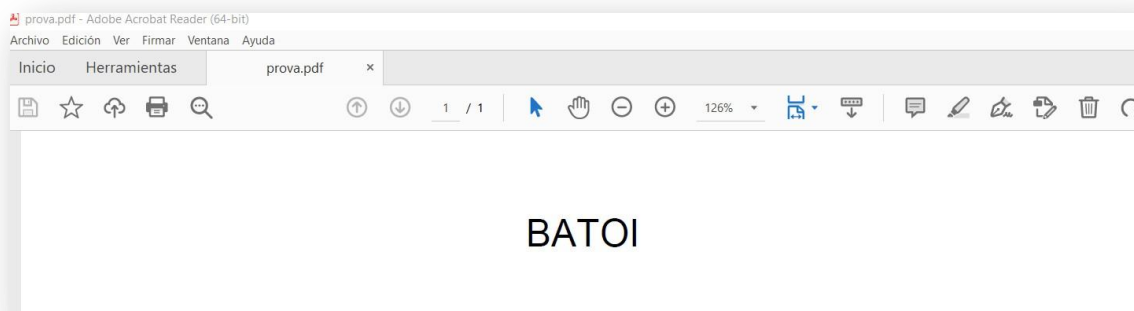 prova.pdf - Adobe Acrobat Reader (64-bit)
Archivo Edición Ver Firmar Ventana Ayuda
Inicio Herramientas prova.pdf ×
1 / 1 126%
BATOI